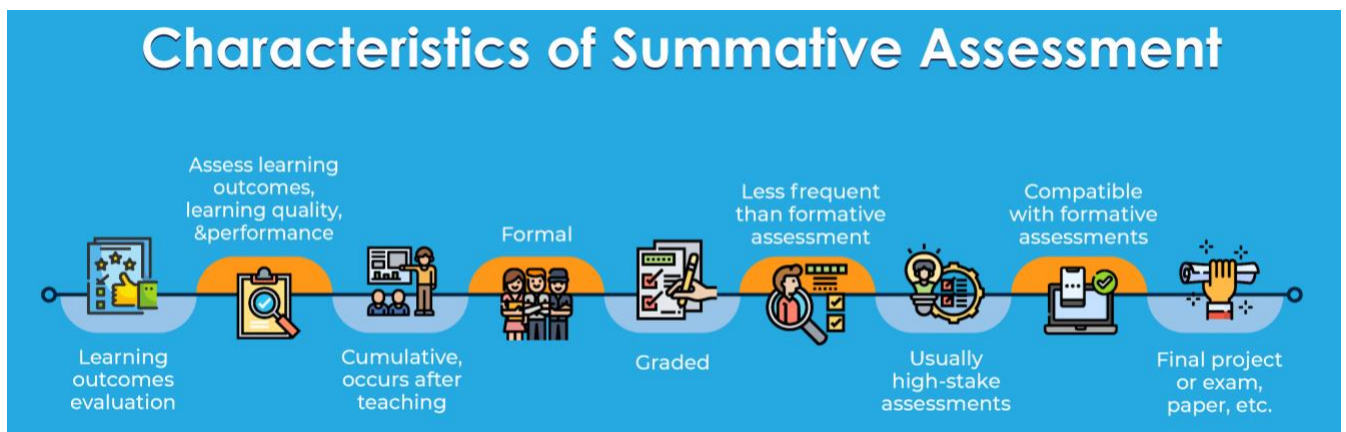 Characteristics of Summative Assessment
Learning
outcomes
evaluation
Assess learning
outcomes,
learning quality,
&performance
Cumulative,
occurs after
teaching
Formal
Graded
Less frequent
than formative
assessment
Usually
high-stake
assessments
Compatible
with formative
assessments
Final project
or exam,
paper, etc.